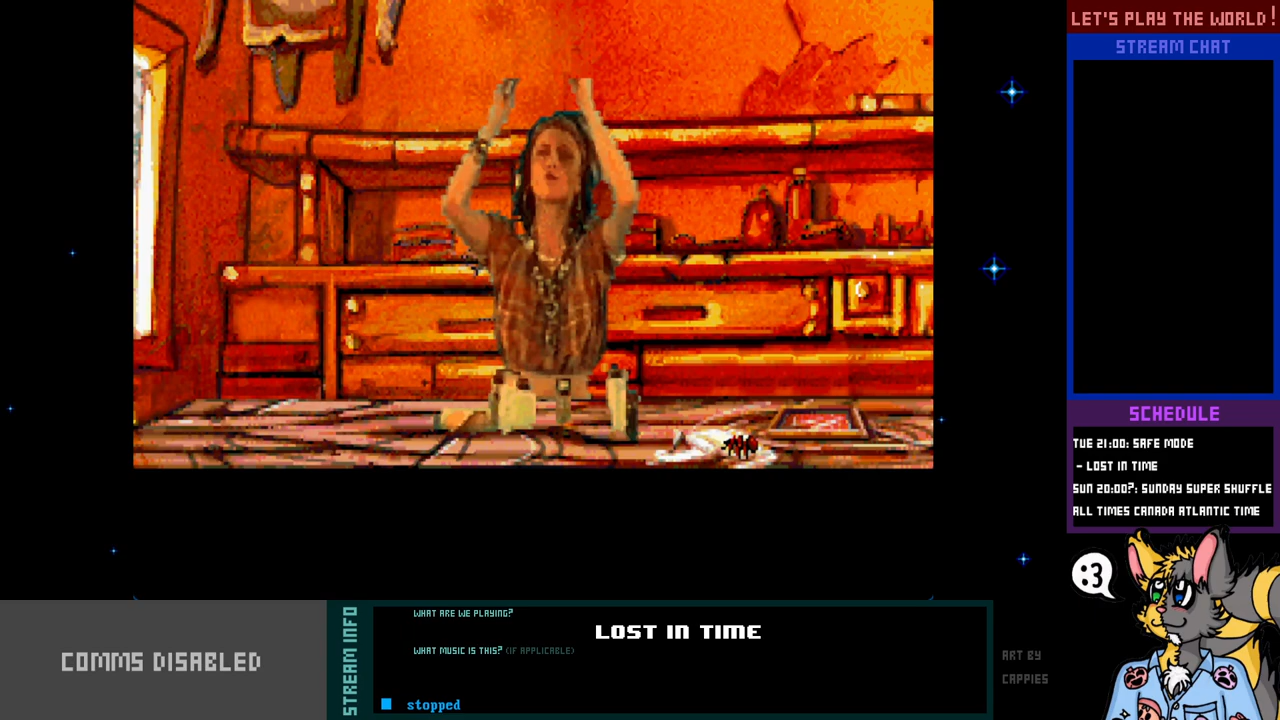 LET'S PLAY THE WORLD!
STREAM CHAT
SCHEDULE
TUE 21:00: SAFE MODE
- LOST IN TIME
SUN 20:00?: SUNDAY SUPER SHUFFLE
ALL TIMES CANADA ATLANTIC TIME
:3
COMMS DISABLED
STREAM INFO
WHAT ARE WE PLAYING?
LOST IN TIME
WHAT MUSIC IS THIS? (IF APPLICABLE)
stopped
ART BY
CAPPIES